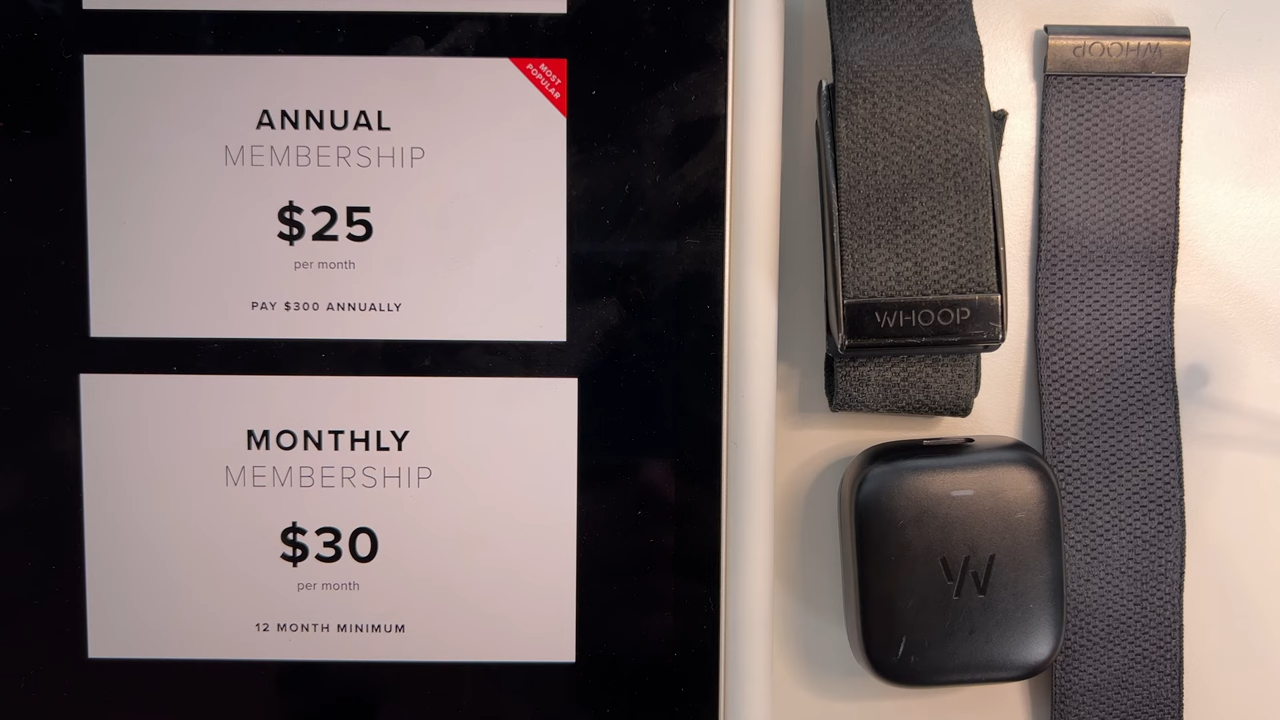 MOST
POPULAR
ANNUAL
MEMBERSHIP
$25
per month
PAY $300 ANNUALLY
MONTHLY
MEMBERSHIP
$30
per month
12 MONTH MINIMUM
WHOOP
WHOOP
W